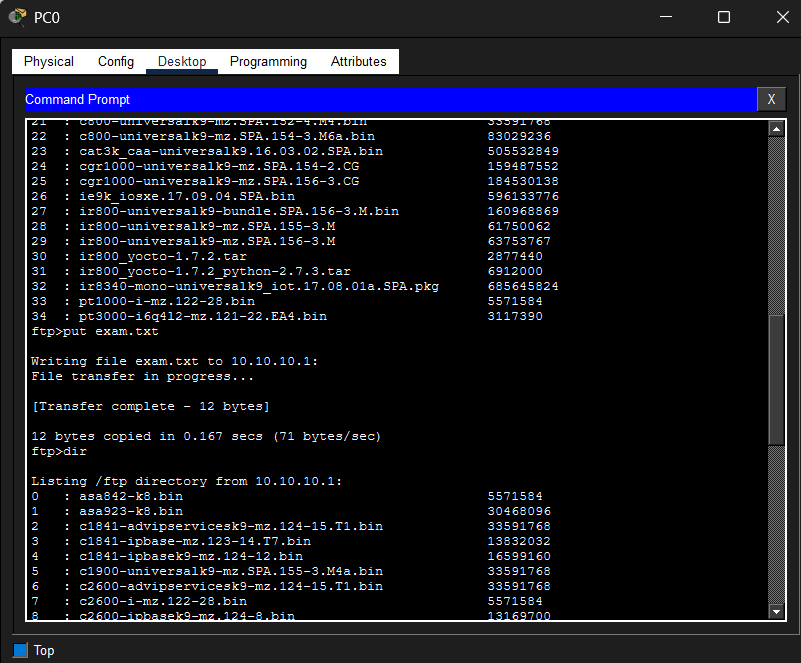 PC0
Physical Config Desktop Programming Attributes
Command Prompt X
21 : c800-universalk9-mz.SPA.152-4.M4.bin 33591768
22 : c800-universalk9-mz.SPA.154-3.M6a.bin 83029236
23 : cat3k_caa-universalk9.16.03.02.SPA.bin 505532849
24 : cgr1000-universalk9-mz.SPA.154-2.CG 159487552
25 : cgr1000-universalk9-mz.SPA.156-3.CG 184530138
26 : ie9k_iosxe.17.09.04.SPA.bin 596133776
27 : ir800-universalk9-bundle.SPA.156-3.M.bin 160968869
28 : ir800-universalk9-mz.SPA.155-3.M 61750062
29 : ir800-universalk9-mz.SPA.156-3.M 63753767
30 : ir800_yocto-1.7.2.tar 2877440
31 : ir800_yocto-1.7.2_python-2.7.3.tar 6912000
32 : ir8340-mono-universalk9_iot.17.08.01a.SPA.pkg 685645824
33 : pt1000-i-mz.122-28.bin 5571584
34 : pt3000-i6q4l2-mz.121-22.EA4.bin 3117390
ftp>put exam.txt
Writing file exam.txt to 10.10.10.1:
File transfer in progress...
[Transfer complete - 12 bytes]
12 bytes copied in 0.167 secs (71 bytes/sec)
ftp>dir
Listing /ftp directory from 10.10.10.1:
0 : asa842-k8.bin 5571584
1 : asa923-k8.bin 30468096
2 : c1841-advipservicesk9-mz.124-15.T1.bin 33591768
3 : c1841-ipbase-mz.123-14.T7.bin 13832032
4 : c1841-ipbasek9-mz.124-12.bin 16599160
5 : c1900-universalk9-mz.SPA.155-3.M4a.bin 33591768
6 : c2600-advipservicesk9-mz.124-15.T1.bin 33591768
7 : c2600-i-mz.122-28.bin 5571584
8 : c2600-ipbasek9-mz.124-8.bin 13169700
Top